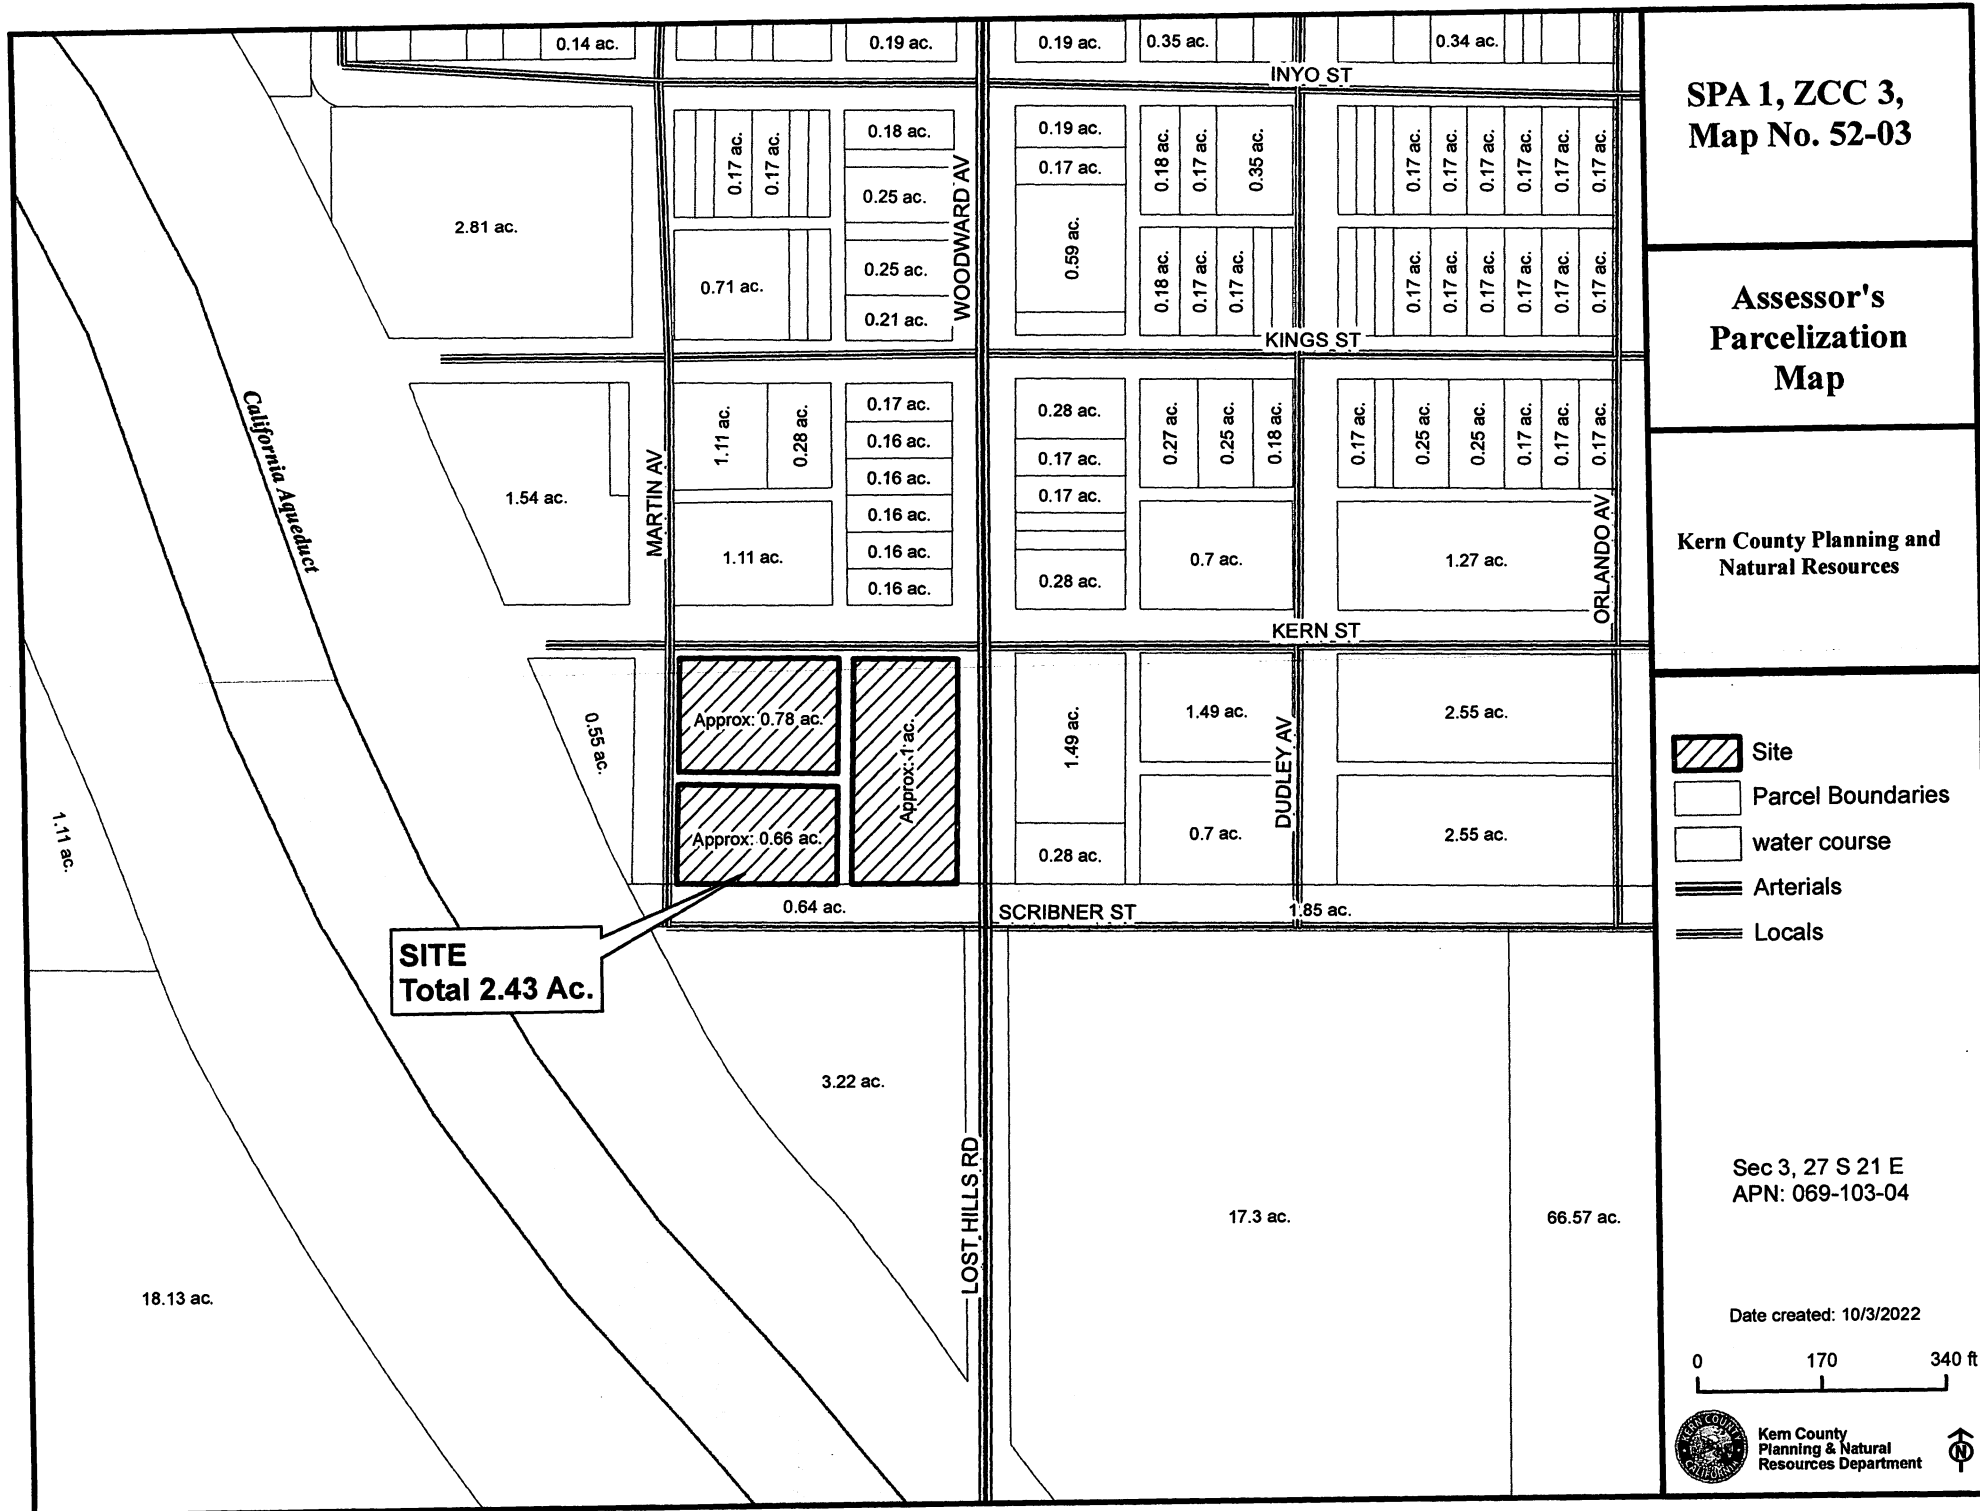 0.14 ac.
0.19 ac.
0.19 ac.
0.35 ac.
0.34 ac.
INYO ST
0.17 ac.
0.17 ac.
0.18 ac.
0.25 ac.
0.25 ac.
0.21 ac.
WOODWARD AV
0.19 ac.
0.17 ac.
0.59 ac.
0.18 ac.
0.17 ac.
0.35 ac.
0.17 ac.
0.17 ac.
0.17 ac.
0.17 ac.
0.17 ac.
0.17 ac.
2.81 ac.
0.71 ac.
0.18 ac.
0.17 ac.
0.17 ac.
0.17 ac.
0.17 ac.
0.17 ac.
0.17 ac.
0.17 ac.
0.17 ac.
KINGS ST
California Aqueduct
1.54 ac.
MARTIN AV
1.11 ac.
0.28 ac.
1.11 ac.
0.17 ac.
0.16 ac.
0.16 ac.
0.16 ac.
0.16 ac.
0.16 ac.
0.28 ac.
0.17 ac.
0.17 ac.
0.28 ac.
0.27 ac.
0.25 ac.
0.18 ac.
0.7 ac.
0.17 ac.
0.25 ac.
0.25 ac.
0.17 ac.
0.17 ac.
0.17 ac.
1.27 ac.
ORLANDO AV
KERN ST
0.55 ac.
Approx: 0.78 ac.
Approx: 0.66 ac.
Approx: 1 ac.
1.49 ac.
0.28 ac.
1.49 ac.
0.7 ac.
DUDLEY AV
2.55 ac.
2.55 ac.
1.11 ac.
0.64 ac.
SCRIBNER ST
1.85 ac.
SITE
Total 2.43 Ac.
3.22 ac.
LOST HILLS RD
17.3 ac.
66.57 ac.
18.13 ac.
SPA 1, ZCC 3,
Map No. 52-03
Assessor's
Parcelization
Map
Kern County Planning and
Natural Resources
Site
Parcel Boundaries
water course
Arterials
Locals
Sec 3, 27 S 21 E
APN: 069-103-04
Date created: 10/3/2022
0 170 340 ft
KERN COUNTY
CALIFORNIA
Kern County
Planning & Natural
Resources Department
N